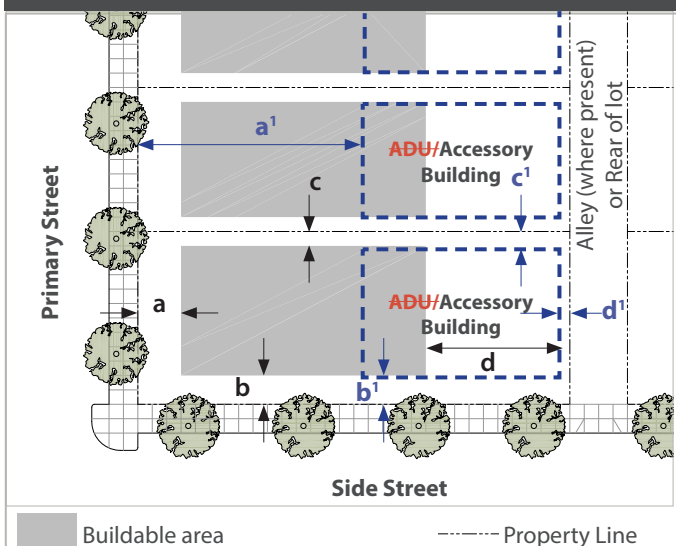 a¹
ADU/Accessory
Building
c
c¹
Alley (where present)
or Rear of lot
Primary Street
ADU/Accessory
Building
a
d¹
d
b
b¹
Side Street
Buildable area
Property Line